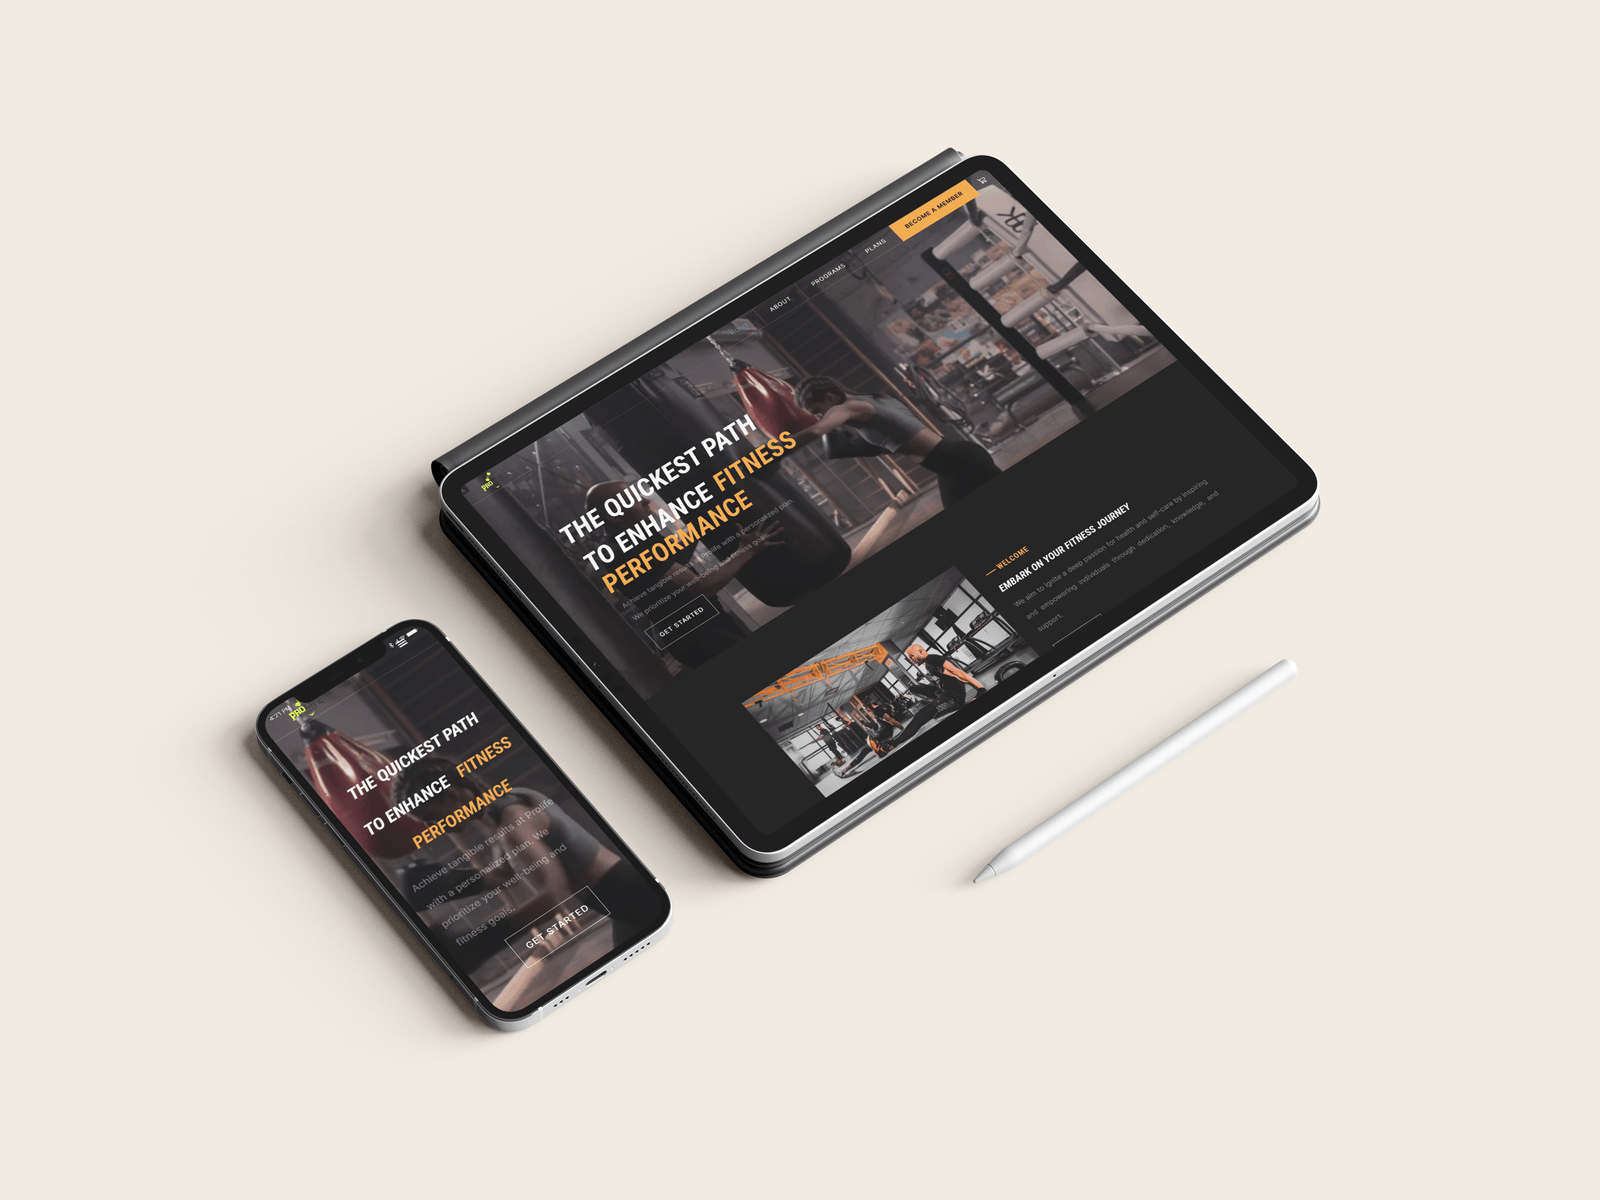 PRO
ABOUT
PROGRAMS
PLANS
BECOME A MEMBER
THE QUICKEST PATH
TO ENHANCE FITNESS
PERFORMANCE
Achieve tangible results at Prolife with a personalized plan.
We prioritize your well-being and fitness goals.
GET STARTED
WELCOME
EMBARK ON YOUR FITNESS JOURNEY
We aim to ignite a deep passion for health and self-care by inspiring
and empowering individuals through dedication, knowledge, and
support.
4:21 PM
PRO
THE QUICKEST PATH
TO ENHANCE FITNESS
PERFORMANCE
Achieve tangible results at Prolife
with a personalized plan. We
prioritize your well-being and
fitness goals.
GET STARTED